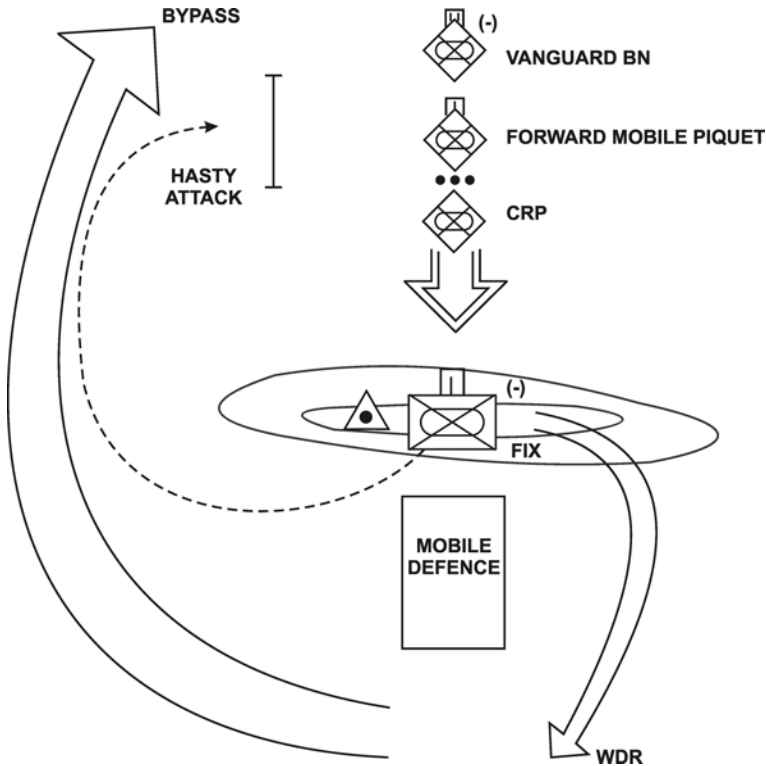 BYPASS
(-)
VANGUARD BN
FORWARD MOBILE PIQUET
HASTY
ATTACK
CRP
(-)
FIX
MOBILE
DEFENCE
WDR